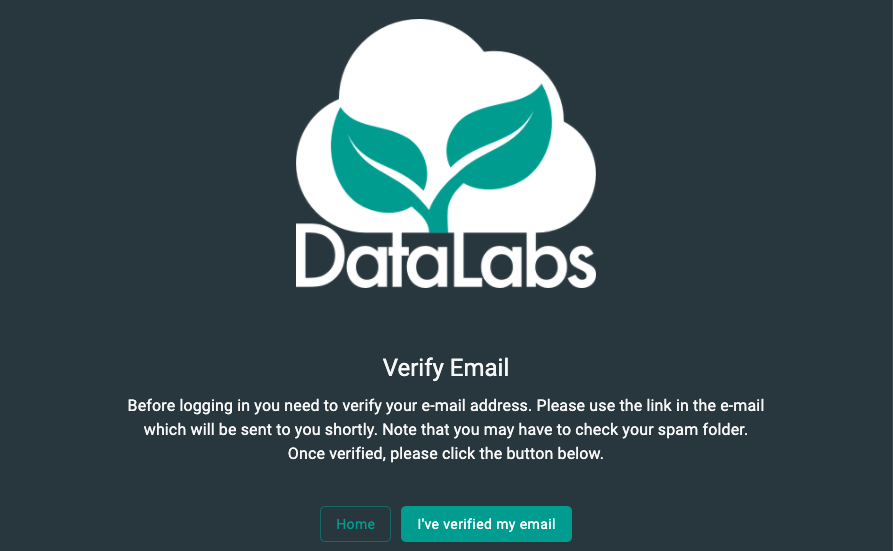 DataLabs
Verify Email
Before logging in you need to verify your e-mail address. Please use the link in the e-mail
which will be sent to you shortly. Note that you may have to check your spam folder.
Once verified, please click the button below.
Home
I've verified my email